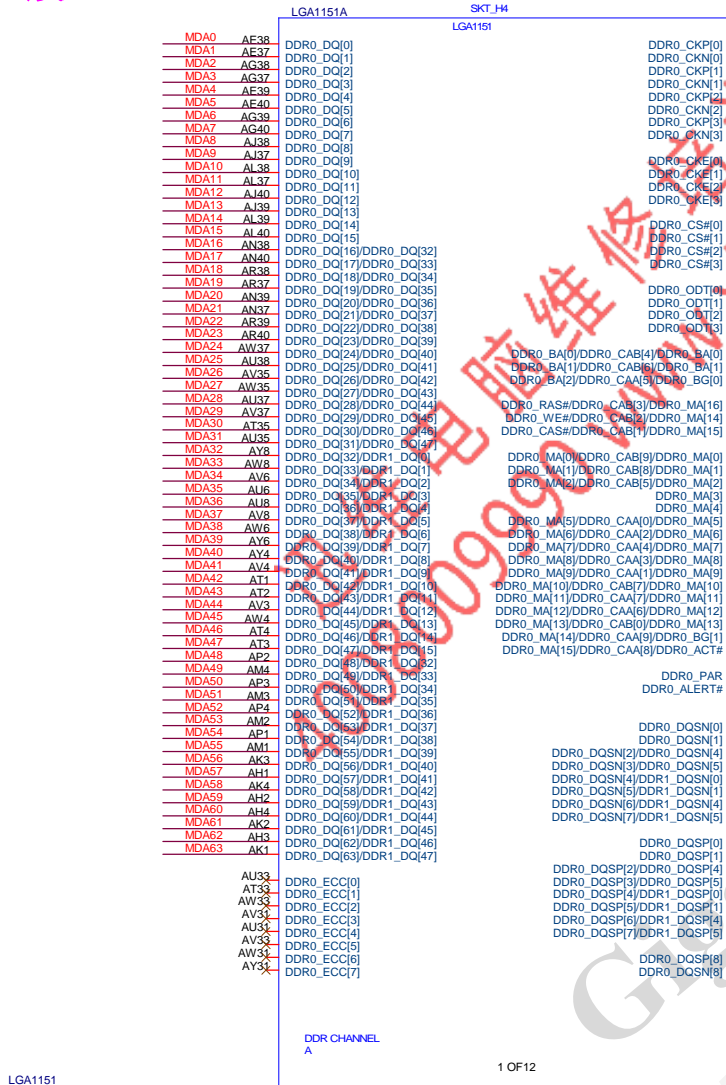 LGA1151A SKT_H4
LGA1151
MDA0 AE38 DDR0_DQ[0] DDR0_CKP[0]
MDA1 AE37 DDR0_DQ[1] DDR0_CKN[0]
MDA2 AG38 DDR0_DQ[2] DDR0_CKP[1]
MDA3 AG37 DDR0_DQ[3] DDR0_CKN[1]
MDA4 AE39 DDR0_DQ[4] DDR0_CKP[2]
MDA5 AE40 DDR0_DQ[5] DDR0_CKN[2]
MDA6 AG39 DDR0_DQ[6] DDR0_CKP[3]
MDA7 AG40 DDR0_DQ[7] DDR0_CKN[3]
MDA8 AJ38 DDR0_DQ[8]
MDA9 AJ37 DDR0_DQ[9] DDR0_CKE[0]
MDA10 AL38 DDR0_DQ[10] DDR0_CKE[1]
MDA11 AL37 DDR0_DQ[11] DDR0_CKE[2]
MDA12 AJ40 DDR0_DQ[12] DDR0_CKE[3]
MDA13 AJ39 DDR0_DQ[13]
MDA14 AL39 DDR0_DQ[14] DDR0_CS#[0]
MDA15 AL40 DDR0_DQ[15] DDR0_CS#[1]
MDA16 AN38 DDR0_DQ[16]/DDR0_DQ[32] DDR0_CS#[2]
MDA17 AN40 DDR0_DQ[17]/DDR0_DQ[33] DDR0_CS#[3]
MDA18 AR38 DDR0_DQ[18]/DDR0_DQ[34]
MDA19 AR37 DDR0_DQ[19]/DDR0_DQ[35] DDR0_ODT[0]
MDA20 AN39 DDR0_DQ[20]/DDR0_DQ[36] DDR0_ODT[1]
MDA21 AN37 DDR0_DQ[21]/DDR0_DQ[37] DDR0_ODT[2]
MDA22 AR39 DDR0_DQ[22]/DDR0_DQ[38] DDR0_ODT[3]
MDA23 AR40 DDR0_DQ[23]/DDR0_DQ[39]
MDA24 AW37 DDR0_DQ[24]/DDR0_DQ[40] DDR0_BA[0]/DDR0_CAB[4]/DDR0_BA[0]
MDA25 AU38 DDR0_DQ[25]/DDR0_DQ[41] DDR0_BA[1]/DDR0_CAB[6]/DDR0_BA[1]
MDA26 AV35 DDR0_DQ[26]/DDR0_DQ[42] DDR0_BA[2]/DDR0_CAA[5]/DDR0_BG[0]
MDA27 AW35 DDR0_DQ[27]/DDR0_DQ[43]
MDA28 AU37 DDR0_DQ[28]/DDR0_DQ[44] DDR0_RAS#/DDR0_CAB[3]/DDR0_MA[16]
MDA29 AV37 DDR0_DQ[29]/DDR0_DQ[45] DDR0_WE#/DDR0_CAB[2]/DDR0_MA[14]
MDA30 AT35 DDR0_DQ[30]/DDR0_DQ[46] DDR0_CAS#/DDR0_CAB[1]/DDR0_MA[15]
MDA31 AU35 DDR0_DQ[31]/DDR0_DQ[47]
MDA32 AY8 DDR0_DQ[32]/DDR1_DQ[0] DDR0_MA[0]/DDR0_CAB[9]/DDR0_MA[0]
MDA33 AW8 DDR0_DQ[33]/DDR1_DQ[1] DDR0_MA[1]/DDR0_CAB[8]/DDR0_MA[1]
MDA34 AV6 DDR0_DQ[34]/DDR1_DQ[2] DDR0_MA[2]/DDR0_CAB[5]/DDR0_MA[2]
MDA35 AU6 DDR0_DQ[35]/DDR1_DQ[3] DDR0_MA[3]
MDA36 AU8 DDR0_DQ[36]/DDR1_DQ[4] DDR0_MA[4]
MDA37 AV8 DDR0_DQ[37]/DDR1_DQ[5] DDR0_MA[5]/DDR0_CAA[0]/DDR0_MA[5]
MDA38 AW6 DDR0_DQ[38]/DDR1_DQ[6] DDR0_MA[6]/DDR0_CAA[2]/DDR0_MA[6]
MDA39 AY6 DDR0_DQ[39]/DDR1_DQ[7] DDR0_MA[7]/DDR0_CAA[4]/DDR0_MA[7]
MDA40 AY4 DDR0_DQ[40]/DDR1_DQ[8] DDR0_MA[8]/DDR0_CAA[3]/DDR0_MA[8]
MDA41 AV4 DDR0_DQ[41]/DDR1_DQ[9] DDR0_MA[9]/DDR0_CAA[1]/DDR0_MA[9]
MDA42 AT1 DDR0_DQ[42]/DDR1_DQ[10] DDR0_MA[10]/DDR0_CAB[7]/DDR0_MA[10]
MDA43 AT2 DDR0_DQ[43]/DDR1_DQ[11] DDR0_MA[11]/DDR0_CAA[7]/DDR0_MA[11]
MDA44 AV3 DDR0_DQ[44]/DDR1_DQ[12] DDR0_MA[12]/DDR0_CAA[6]/DDR0_MA[12]
MDA45 AW4 DDR0_DQ[45]/DDR1_DQ[13] DDR0_MA[13]/DDR0_CAB[0]/DDR0_MA[13]
MDA46 AT4 DDR0_DQ[46]/DDR1_DQ[14] DDR0_MA[14]/DDR0_CAA[9]/DDR0_BG[1]
MDA47 AT3 DDR0_DQ[47]/DDR1_DQ[15] DDR0_MA[15]/DDR0_CAA[8]/DDR0_ACT#
MDA48 AP2 DDR0_DQ[48]/DDR1_DQ[32]
MDA49 AM4 DDR0_DQ[49]/DDR1_DQ[33] DDR0_PAR
MDA50 AP3 DDR0_DQ[50]/DDR1_DQ[34] DDR0_ALERT#
MDA51 AM3 DDR0_DQ[51]/DDR1_DQ[35]
MDA52 AP4 DDR0_DQ[52]/DDR1_DQ[36]
MDA53 AM2 DDR0_DQ[53]/DDR1_DQ[37] DDR0_DQSN[0]
MDA54 AP1 DDR0_DQ[54]/DDR1_DQ[38] DDR0_DQSN[1]
MDA55 AM1 DDR0_DQ[55]/DDR1_DQ[39] DDR0_DQSN[2]/DDR0_DQSN[4]
MDA56 AK3 DDR0_DQ[56]/DDR1_DQ[40] DDR0_DQSN[3]/DDR0_DQSN[5]
MDA57 AH1 DDR0_DQ[57]/DDR1_DQ[41] DDR0_DQSN[4]/DDR1_DQSN[0]
MDA58 AK4 DDR0_DQ[58]/DDR1_DQ[42] DDR0_DQSN[5]/DDR1_DQSN[1]
MDA59 AH2 DDR0_DQ[59]/DDR1_DQ[43] DDR0_DQSN[6]/DDR1_DQSN[4]
MDA60 AH4 DDR0_DQ[60]/DDR1_DQ[44] DDR0_DQSN[7]/DDR1_DQSN[5]
MDA61 AK2 DDR0_DQ[61]/DDR1_DQ[45]
MDA62 AH3 DDR0_DQ[62]/DDR1_DQ[46] DDR0_DQSP[0]
MDA63 AK1 DDR0_DQ[63]/DDR1_DQ[47] DDR0_DQSP[1]
DDR0_DQSP[2]/DDR0_DQSP[4]
AU33 DDR0_ECC[0] DDR0_DQSP[3]/DDR0_DQSP[5]
AT33 DDR0_ECC[1] DDR0_DQSP[4]/DDR1_DQSP[0]
AW33 DDR0_ECC[2] DDR0_DQSP[5]/DDR1_DQSP[1]
AV31 DDR0_ECC[3] DDR0_DQSP[6]/DDR1_DQSP[4]
AU31 DDR0_ECC[4] DDR0_DQSP[7]/DDR1_DQSP[5]
AV33 DDR0_ECC[5]
AW31 DDR0_ECC[6] DDR0_DQSP[8]
AY31 DDR0_ECC[7] DDR0_DQSN[8]
DDR CHANNEL
A
1 OF12
LGA1151
迅维电脑维修培
4008009990 www.
Gig